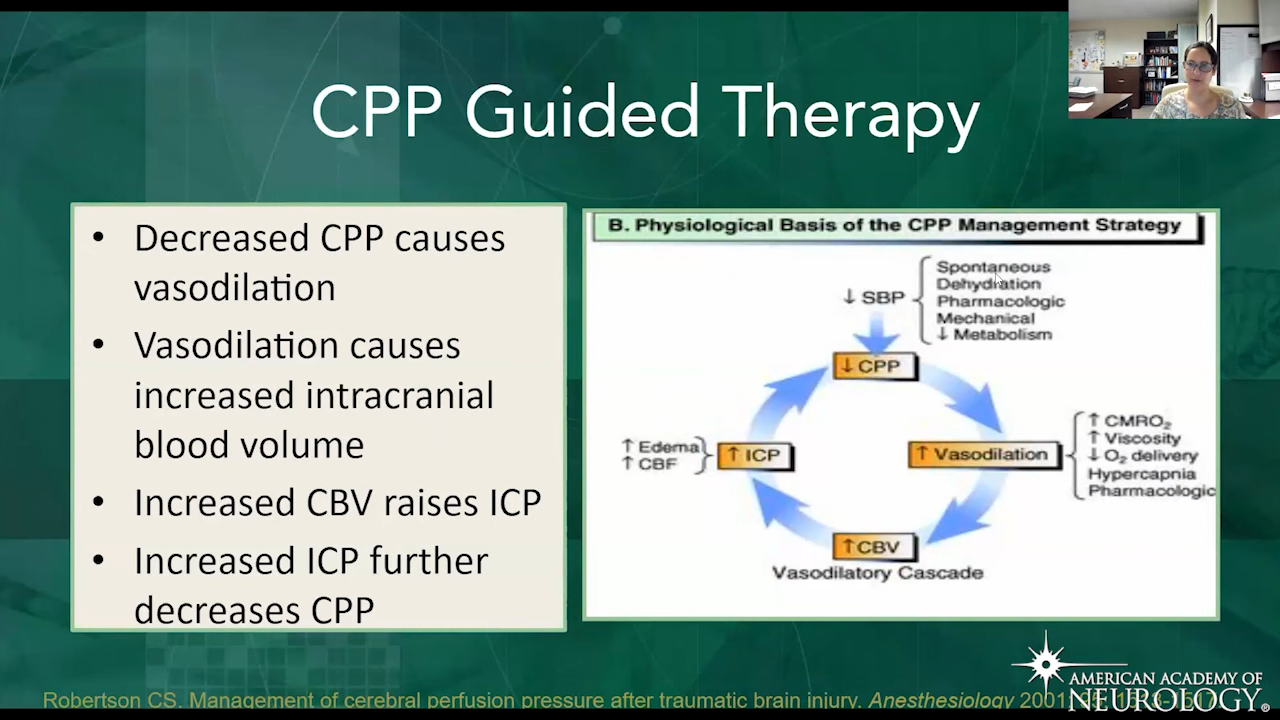 CPP Guided Therapy
• Decreased CPP causes
vasodilation
• Vasodilation causes
increased intracranial
blood volume
• Increased CBV raises ICP
• Increased ICP further
decreases CPP
B. Physiological Basis of the CPP Management Strategy
↓ SBP
Spontaneous
Dehydration
Pharmacologic
Mechanical
↓ Metabolism
↓ CPP
↑ Vasodilation
↑ CMRO₂
↑ Viscosity
↓ O₂ delivery
Hypercapnia
Pharmacologic
↑ CBV
Vasodilatory Cascade
↑ ICP
↑ Edema
↑ CBF
Robertson CS. Management of cerebral perfusion pressure after traumatic brain injury. Anesthesiology 2001
AMERICAN ACADEMY OF
NEUROLOGY®